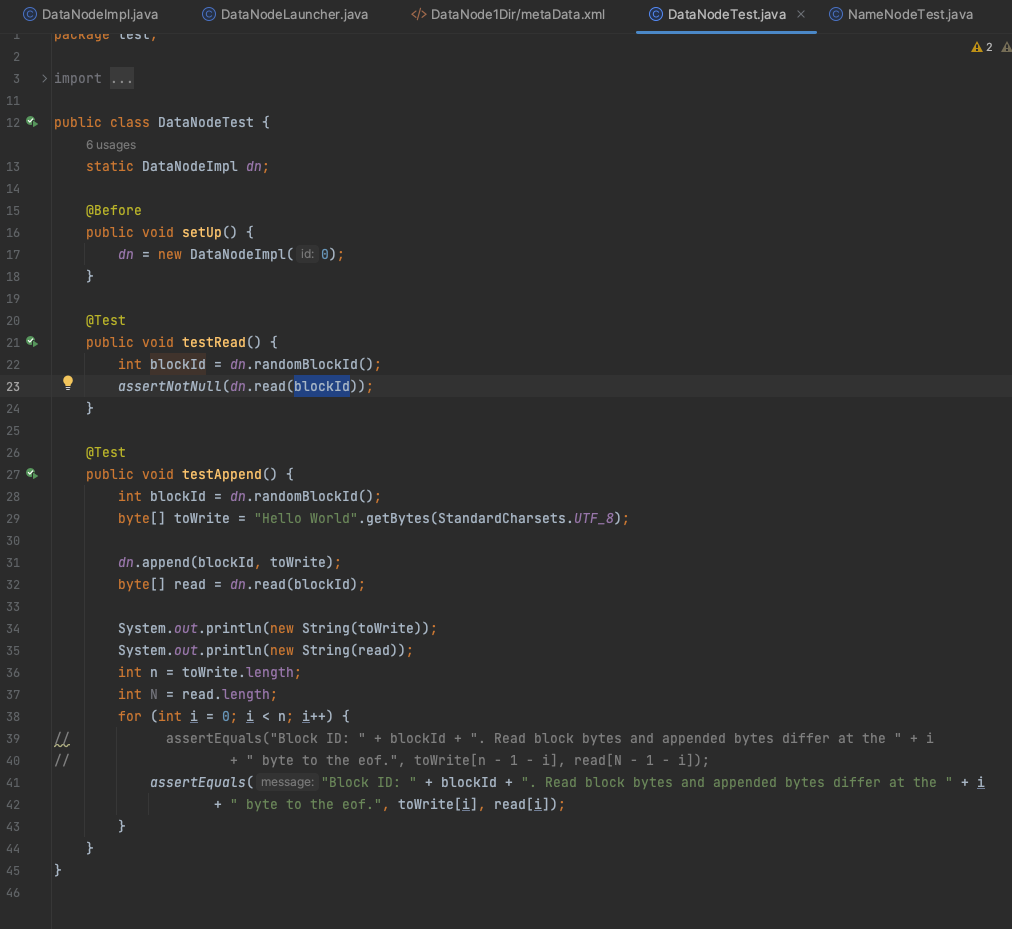 DataNodeImpl.java DataNodeLauncher.java </> DataNode1Dir/metaData.xml DataNodeTest.java × NameNodeTest.java
1 package test;
2
2
3 > import ...
11
12 public class DataNodeTest {
6 usages
13 static DataNodeImpl dn;
14
15 @Before
16 public void setUp() {
17 dn = new DataNodeImpl( id: 0);
18 }
19
20 @Test
21 public void testRead() {
22 int blockId = dn.randomBlockId();
23 assertNotNull(dn.read(blockId));
24 }
25
26 @Test
27 public void testAppend() {
28 int blockId = dn.randomBlockId();
29 byte[] toWrite = "Hello World".getBytes(StandardCharsets.UTF_8);
30
31 dn.append(blockId, toWrite);
32 byte[] read = dn.read(blockId);
33
34 System.out.println(new String(toWrite));
35 System.out.println(new String(read));
36 int n = toWrite.length;
37 int N = read.length;
38 for (int i = 0; i < n; i++) {
39 // assertEquals("Block ID: " + blockId + ". Read block bytes and appended bytes differ at the " + i
40 // + " byte to the eof.", toWrite[n - 1 - i], read[N - 1 - i]);
41 assertEquals( message: "Block ID: " + blockId + ". Read block bytes and appended bytes differ at the " + i
42 + " byte to the eof.", toWrite[i], read[i]);
43 }
44 }
45 }
46